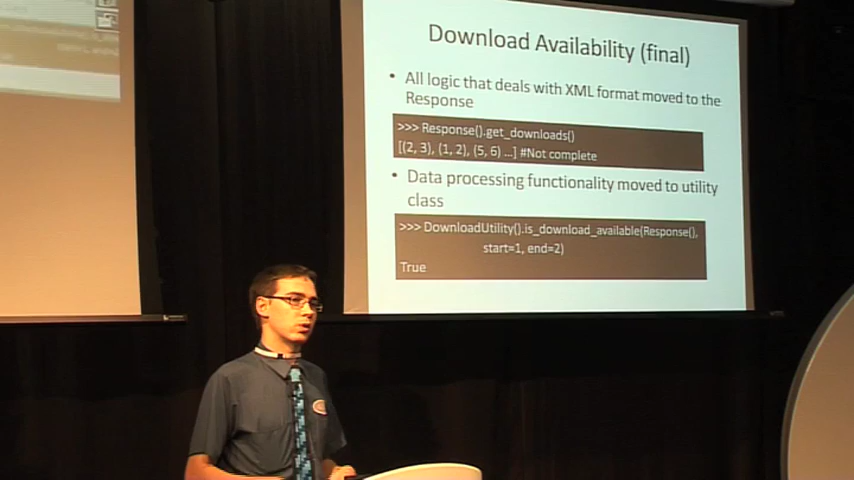 Download Availability (final)
• All logic that deals with XML format moved to the
Response
>>> Response().get_downloads()
[(2, 3), (1, 2), (5, 6) ...] #Not complete
• Data processing functionality moved to utility
class
>>> DownloadUtility().is_download_available(Response(),
start=1, end=2)
True